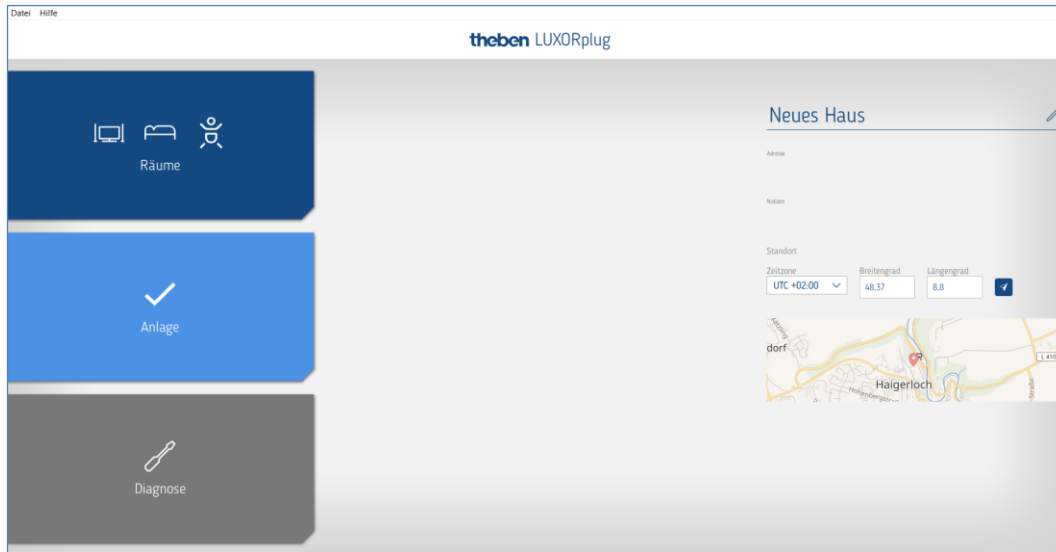 Datei Hilfe
theben LUXORplug
Räume
Anlage
Diagnose
Neues Haus
Adresse
Notizen
Standort
Zeitzone Breitengrad Längengrad
UTC +02:00 48,37 8,8
dorf
L 410
Haigerloch